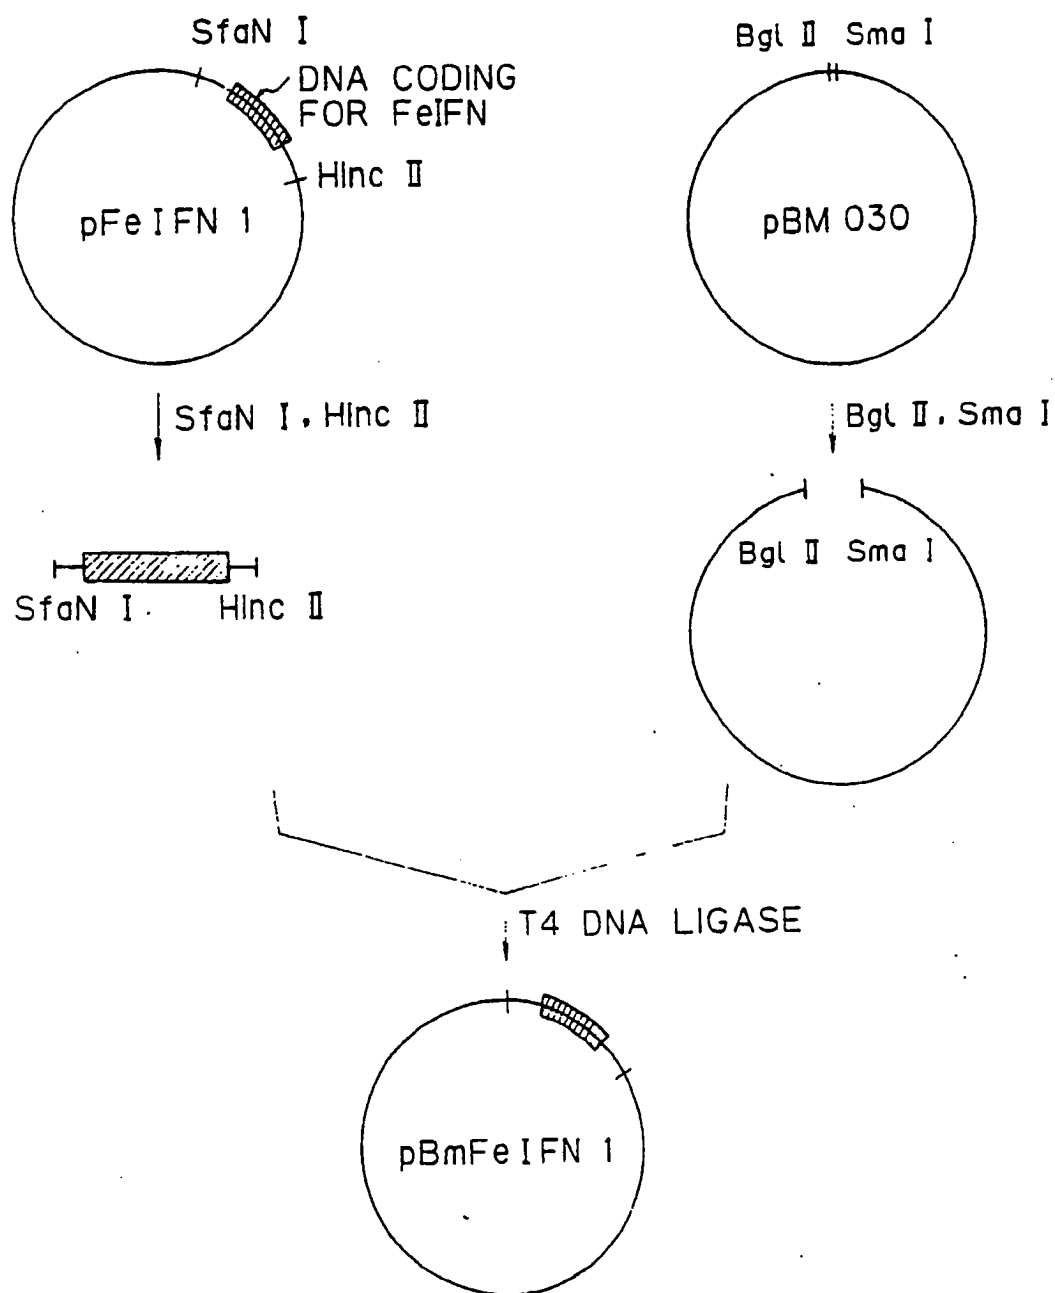 SfaN I
DNA CODING
FOR FeIFN
Hinc II
pFeIFN 1
Bgl II Sma I
pBM 030
SfaN I, Hinc II
Bgl II, Sma I
SfaN I. Hinc II
Bgl II Sma I
T4 DNA LIGASE
pBmFeIFN 1